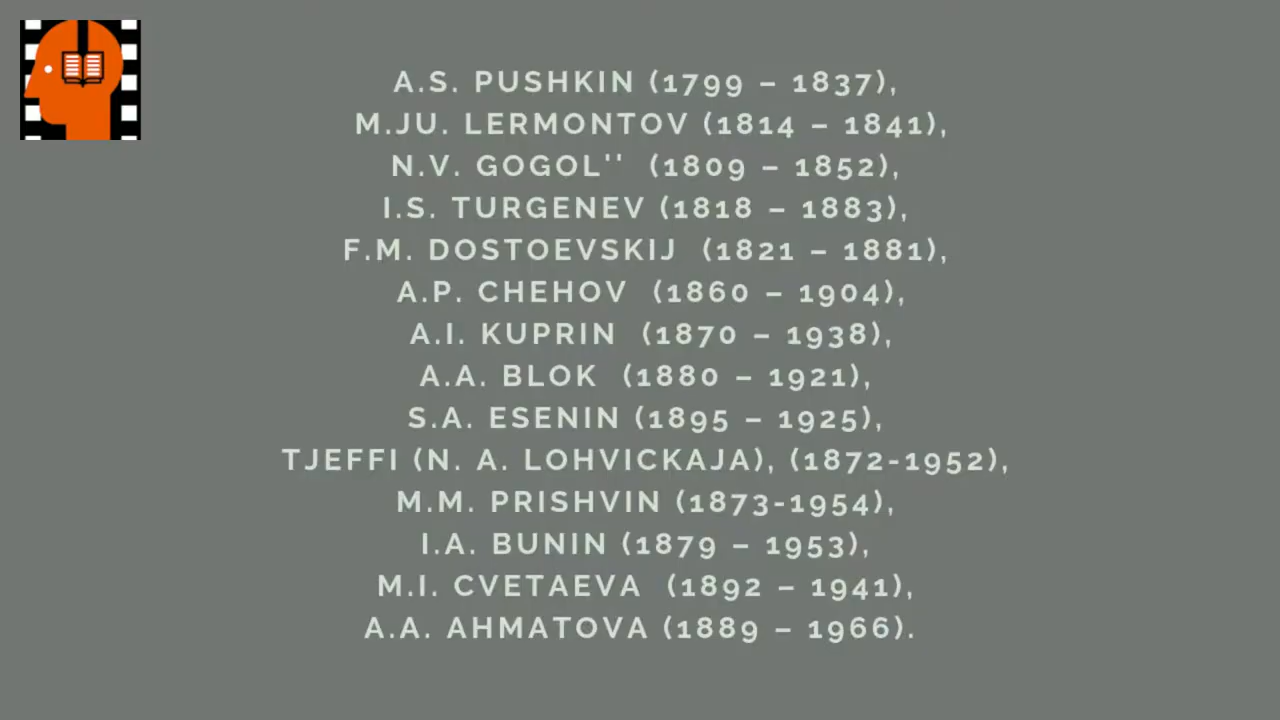 A.S. PUSHKIN (1799 – 1837),
M.JU. LERMONTOV (1814 – 1841),
N.V. GOGOL'' (1809 – 1852),
I.S. TURGENEV (1818 – 1883),
F.M. DOSTOEVSKIJ (1821 – 1881),
A.P. CHEHOV (1860 – 1904),
A.I. KUPRIN (1870 – 1938),
A.A. BLOK (1880 – 1921),
S.A. ESENIN (1895 – 1925),
TJEFFI (N. A. LOHVICKAJA), (1872-1952),
M.M. PRISHVIN (1873-1954),
I.A. BUNIN (1879 – 1953),
M.I. CVETAEVA (1892 – 1941),
A.A. AHMATOVA (1889 – 1966).